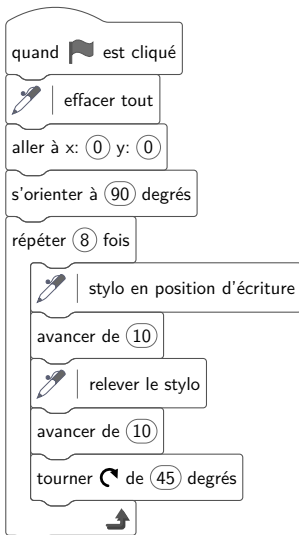 quand est cliqué
effacer tout
aller à x: 0 y: 0
s'orienter à 90 degrés
répéter 8 fois
stylo en position d'écriture
avancer de 10
relever le stylo
avancer de 10
tourner de 45 degrés